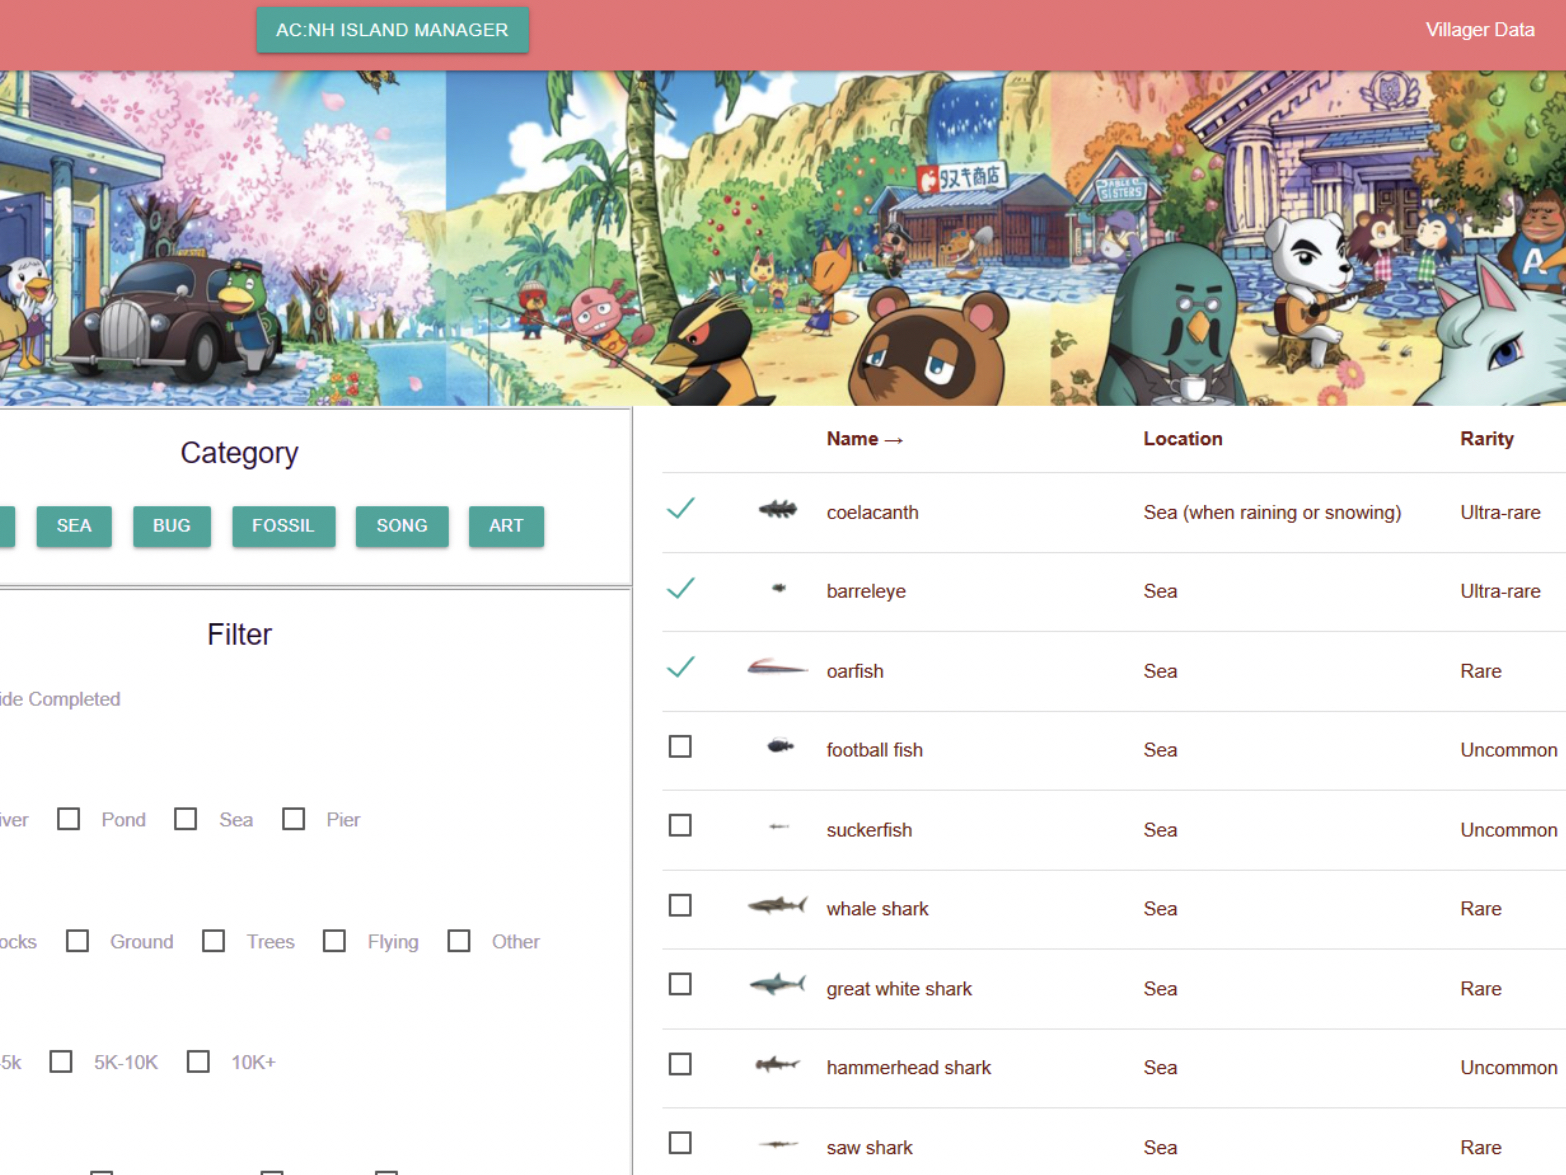 AC:NH ISLAND MANAGER
Villager Data
タヌキ商店
ABLE
SISTERS
A
Category
SEA BUG FOSSIL SONG ART
Filter
ide Completed
iver Pond Sea Pier
ocks Ground Trees Flying Other
5k 5K-10K 10K+
Name → Location Rarity
coelacanth Sea (when raining or snowing) Ultra-rare
barreleye Sea Ultra-rare
oarfish Sea Rare
football fish Sea Uncommon
suckerfish Sea Uncommon
whale shark Sea Rare
great white shark Sea Rare
hammerhead shark Sea Uncommon
saw shark Sea Rare